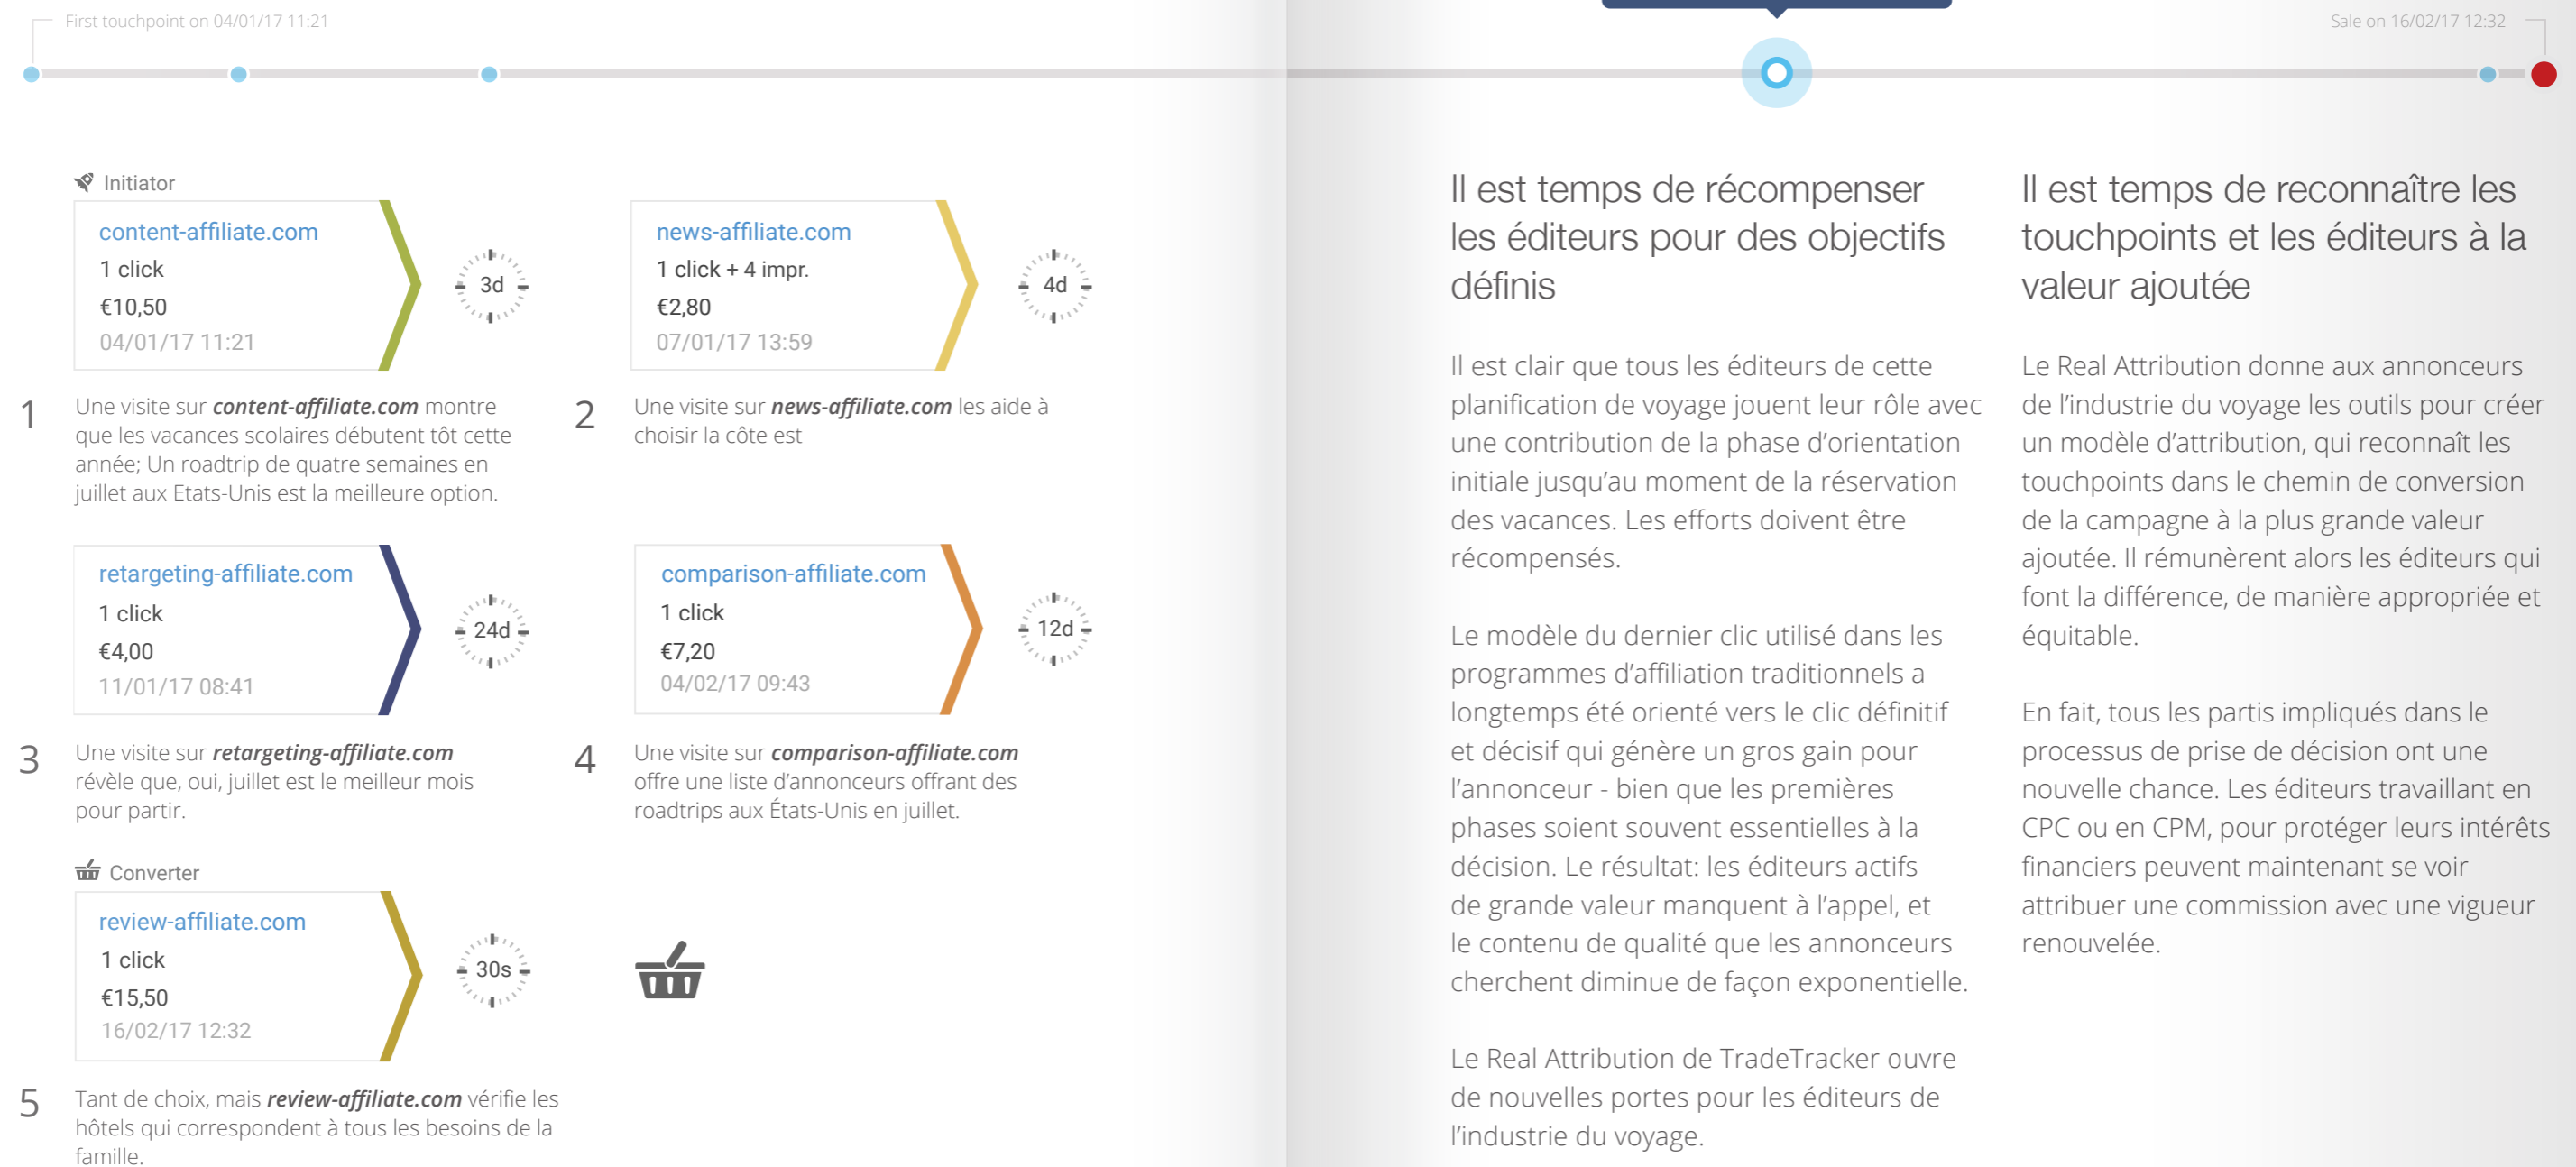 First touchpoint on 04/01/17 11:21
Sale on 16/02/17 12:32
Initiator
content-affiliate.com
1 click
€10,50
04/01/17 11:21
3d
1
Une visite sur content-affiliate.com montre
que les vacances scolaires débutent tôt cette
année; Un roadtrip de quatre semaines en
juillet aux Etats-Unis est la meilleure option.
news-affiliate.com
1 click + 4 impr.
€2,80
07/01/17 13:59
4d
2
Une visite sur news-affiliate.com les aide à
choisir la côte est
retargeting-affiliate.com
1 click
€4,00
11/01/17 08:41
24d
3
Une visite sur retargeting-affiliate.com
révèle que, oui, juillet est le meilleur mois
pour partir.
comparison-affiliate.com
1 click
€7,20
04/02/17 09:43
12d
4
Une visite sur comparison-affiliate.com
offre une liste d’annonceurs offrant des
roadtrips aux États-Unis en juillet.
Converter
review-affiliate.com
1 click
€15,50
16/02/17 12:32
30s
5
Tant de choix, mais review-affiliate.com vérifie les
hôtels qui correspondent à tous les besoins de la
famille.
Il est temps de récompenser
les éditeurs pour des objectifs
définis
Il est clair que tous les éditeurs de cette
planification de voyage jouent leur rôle avec
une contribution de la phase d’orientation
initiale jusqu’au moment de la réservation
des vacances. Les efforts doivent être
récompensés.
Le modèle du dernier clic utilisé dans les
programmes d’affiliation traditionnels a
longtemps été orienté vers le clic définitif
et décisif qui génère un gros gain pour
l’annonceur - bien que les premières
phases soient souvent essentielles à la
décision. Le résultat: les éditeurs actifs
de grande valeur manquent à l’appel, et
le contenu de qualité que les annonceurs
cherchent diminue de façon exponentielle.
Le Real Attribution de TradeTracker ouvre
de nouvelles portes pour les éditeurs de
l’industrie du voyage.
Il est temps de reconnaître les
touchpoints et les éditeurs à la
valeur ajoutée
Le Real Attribution donne aux annonceurs
de l’industrie du voyage les outils pour créer
un modèle d’attribution, qui reconnaît les
touchpoints dans le chemin de conversion
de la campagne à la plus grande valeur
ajoutée. Il rémunèrent alors les éditeurs qui
font la différence, de manière appropriée et
équitable.
En fait, tous les partis impliqués dans le
processus de prise de décision ont une
nouvelle chance. Les éditeurs travaillant en
CPC ou en CPM, pour protéger leurs intérêts
financiers peuvent maintenant se voir
attribuer une commission avec une vigueur
renouvelée.